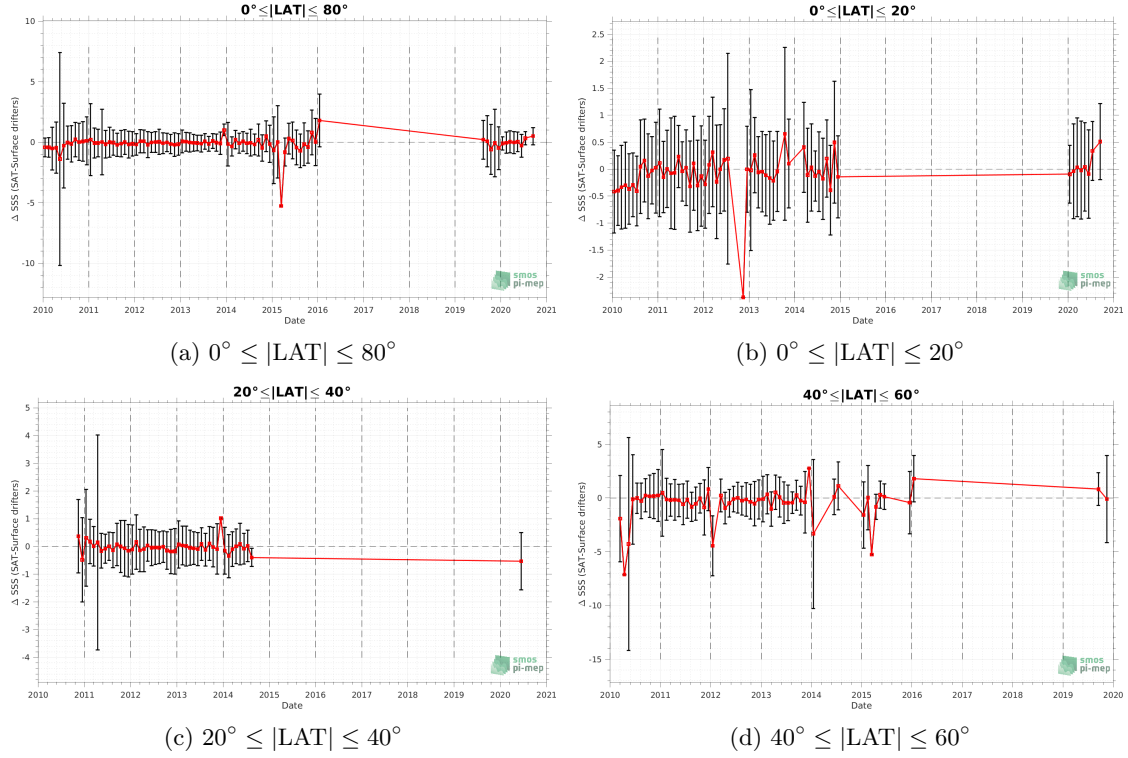 0°≤|LAT|≤ 80°
10
5
0
-5
-10
Δ SSS (SAT-Surface drifters)
2010 2011 2012 2013 2014 2015 2016 2017 2018 2019 2020 2021
Date
smos
pi-mep
(a) 0° ≤ |LAT| ≤ 80°
0°≤|LAT|≤ 20°
2.5
2
1.5
1
0.5
0
-0.5
-1
-1.5
-2
Δ SSS (SAT-Surface drifters)
2010 2011 2012 2013 2014 2015 2016 2017 2018 2019 2020 2021
Date
smos
pi-mep
(b) 0° ≤ |LAT| ≤ 20°
20°≤|LAT|≤ 40°
5
4
3
2
1
0
-1
-2
-3
-4
Δ SSS (SAT-Surface drifters)
2010 2011 2012 2013 2014 2015 2016 2017 2018 2019 2020 2021
Date
smos
pi-mep
(c) 20° ≤ |LAT| ≤ 40°
40°≤|LAT|≤ 60°
5
0
-5
-10
-15
Δ SSS (SAT-Surface drifters)
2010 2011 2012 2013 2014 2015 2016 2017 2018 2019 2020
Date
smos
pi-mep
(d) 40° ≤ |LAT| ≤ 60°